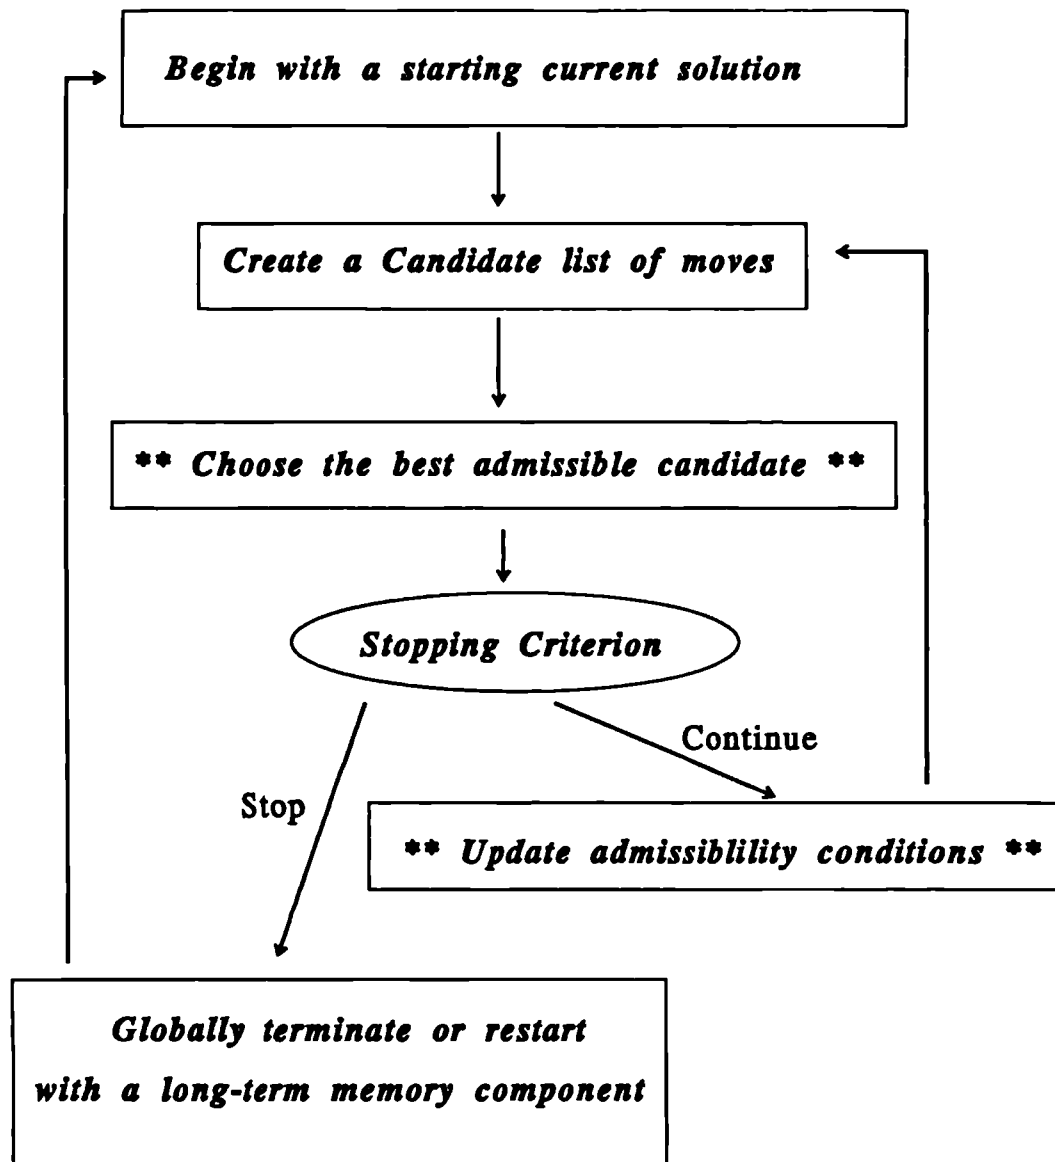 Begin with a starting current solution
Create a Candidate list of moves
** Choose the best admissible candidate **
Stopping Criterion
Continue
Stop
** Update admissiblility conditions **
Globally terminate or restart
with a long-term memory component